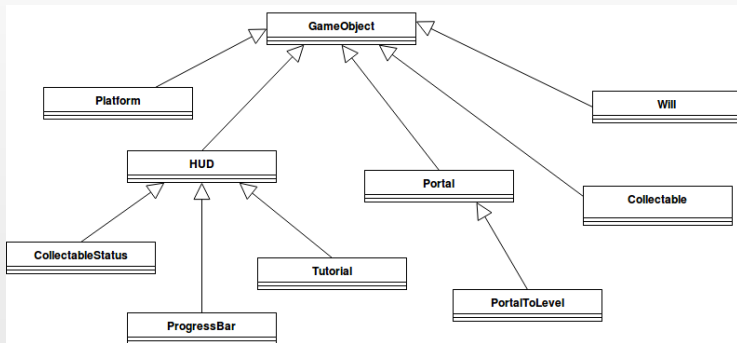 GameObject
Platform
Will
HUD
Portal
Collectable
CollectableStatus
Tutorial
PortalToLevel
ProgressBar